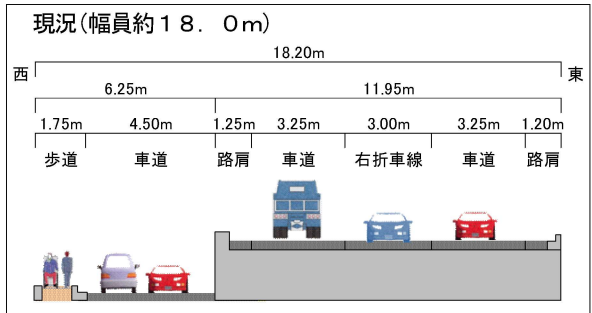 現況(幅員約18.0m)
18.20m
西 東
6.25m 11.95m
1.75m 4.50m 1.25m 3.25m 3.00m 3.25m 1.20m
歩道 車道 路肩 車道 右折車線 車道 路肩